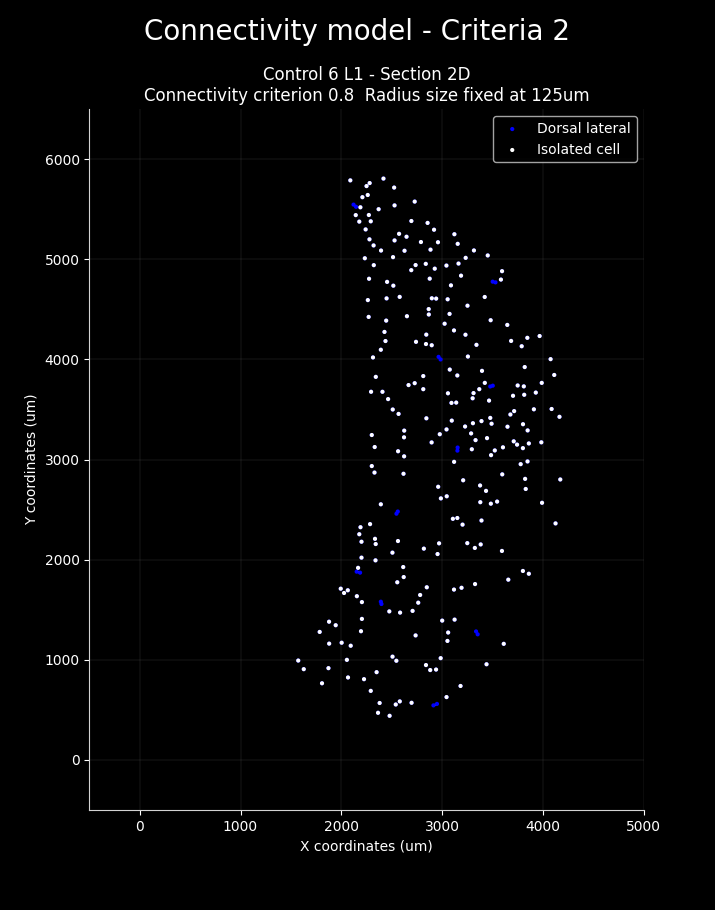 Connectivity model - Criteria 2
Control 6 L1 - Section 2D
Connectivity criterion 0.8  Radius size fixed at 125um
Dorsal lateral
Isolated cell
6000
5000
4000
3000
2000
1000
0
Y coordinates (um)
0 1000 2000 3000 4000 5000
X coordinates (um)